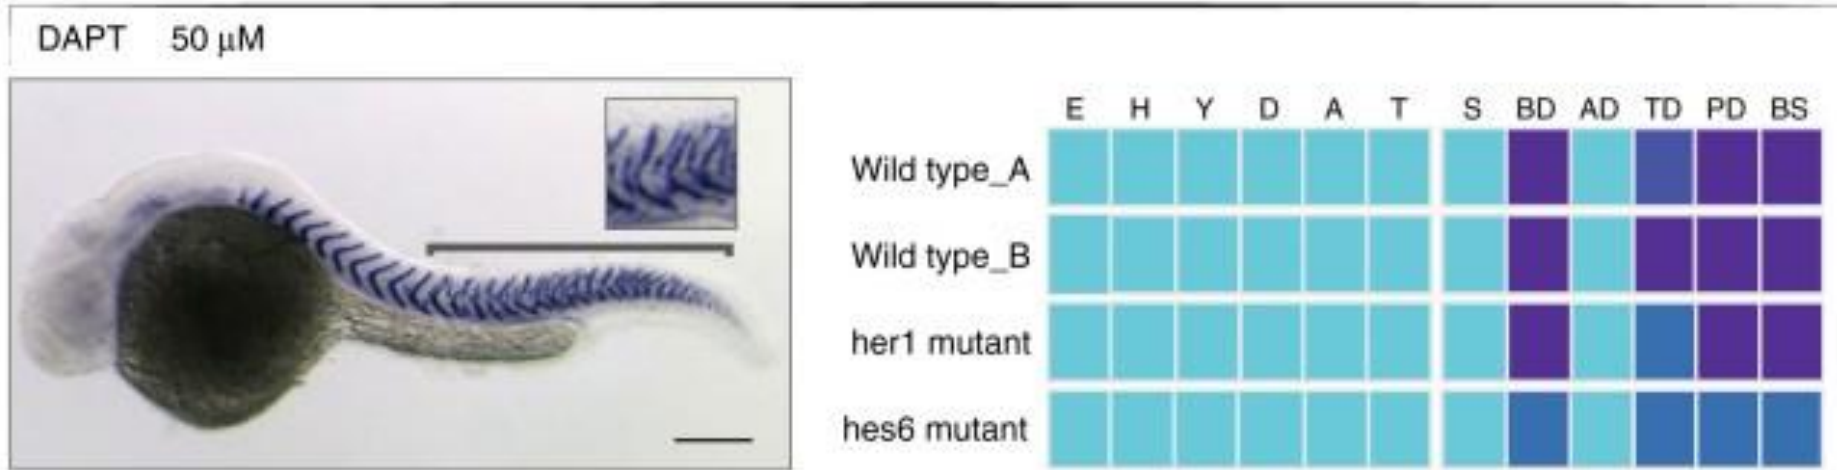 DAPT 50 μM
E H Y D A T S BD AD TD PD BS
Wild type_A
Wild type_B
her1 mutant
hes6 mutant